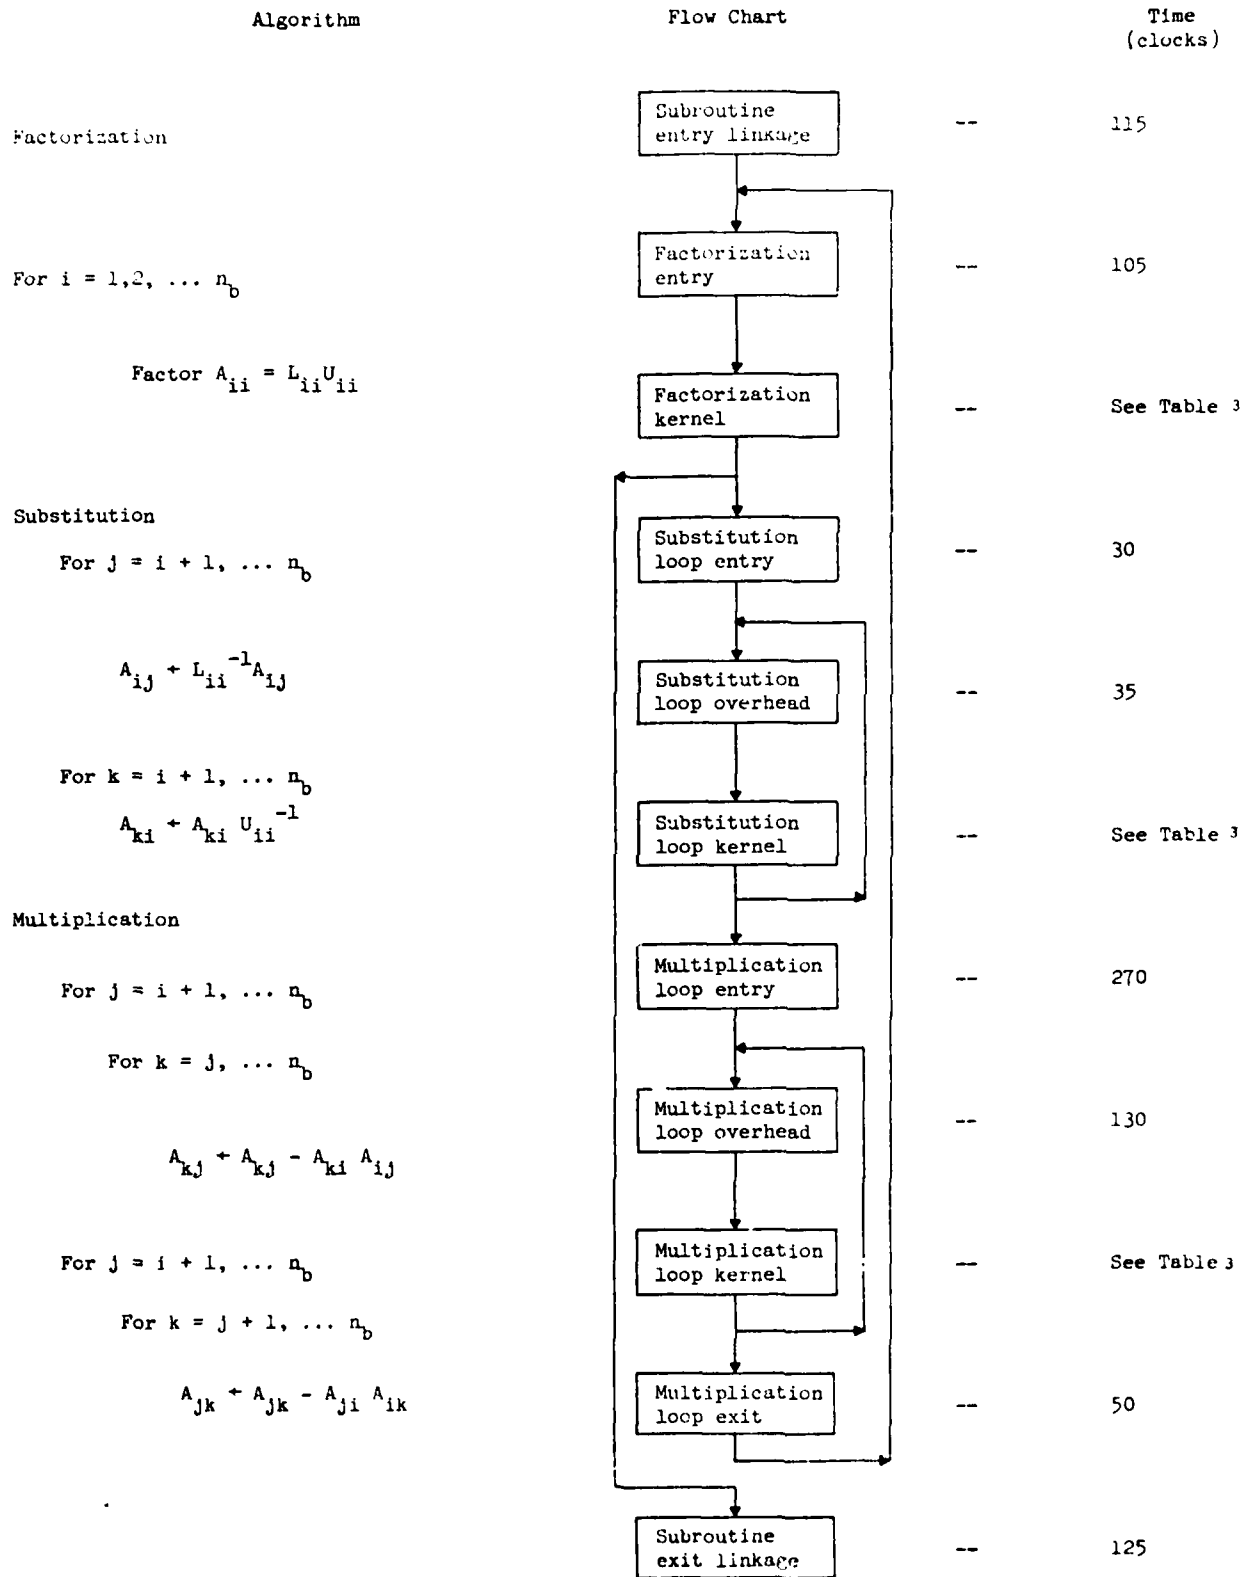 Algorithm Flow Chart Time
(clocks)
Subroutine
Factorization entry linkage -- 115
Factorization
For i = 1,2, ... n_b entry -- 105
Factor A_ii = L_ii U_ii
Factorization
kernel -- See Table 3
Substitution
Substitution
For j = i + 1, ... n_b loop entry -- 30
A_ij ← L_ii^-1 A_ij
Substitution
loop overhead -- 35
For k = i + 1, ... n_b
A_ki ← A_ki U_ii^-1
Substitution
loop kernel -- See Table 3
Multiplication
Multiplication
For j = i + 1, ... n_b loop entry -- 270
For k = j, ... n_b
Multiplication
loop overhead -- 130
A_kj ← A_kj - A_ki A_ij
Multiplication
For j = i + 1, ... n_b loop kernel -- See Table 3
For k = j + 1, ... n_b
A_jk ← A_jk - A_ji A_ik
Multiplication
loop exit -- 50
Subroutine
exit linkage -- 125